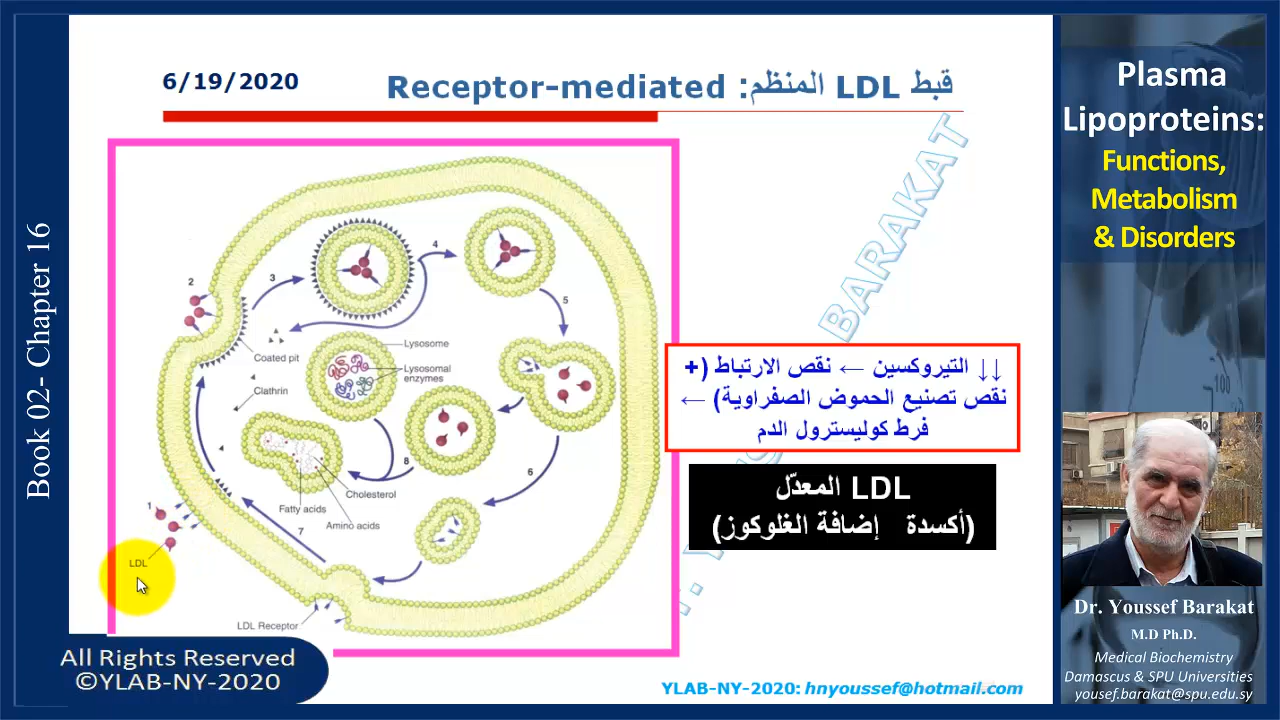 Book 02- Chapter 16
6/19/2020
قبط LDL المنظم: Receptor-mediated
BARAKAT
2
3
4
5
Coated pit
Clathrin
Lysosome
Lysosomal
enzymes
1
LDL
8
6
Cholesterol
Fatty acids
Amino acids
7
LDL Receptor
↓↓ التيروكسين ← نقص الارتباط (+
نقص تصنيع الحموض الصفراوية) ←
فرط كوليسترول الدم
LDL المعدّل
(أكسدة إضافة الغلوكوز)
All Rights Reserved
©YLAB-NY-2020
YLAB-NY-2020: hnyoussef@hotmail.com
Plasma
Lipoproteins:
Functions,
Metabolism
& Disorders
100
Dr. Youssef Barakat
M.D Ph.D.
Medical Biochemistry
Damascus & SPU Universities
yousef.barakat@spu.edu.sy